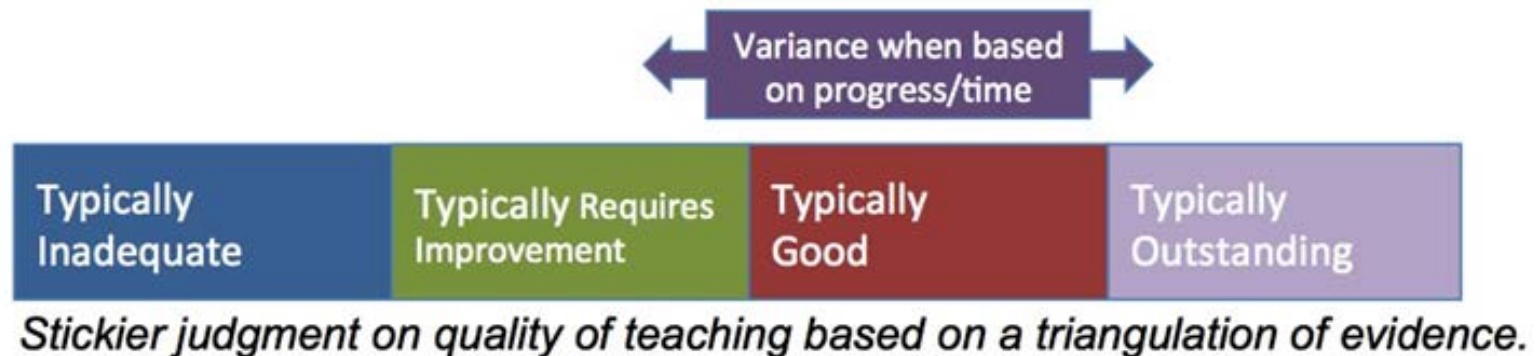 Variance when based
on progress/time
Typically
Inadequate
Typically Requires
Improvement
Typically
Good
Typically
Outstanding
Stickier judgment on quality of teaching based on a triangulation of evidence.